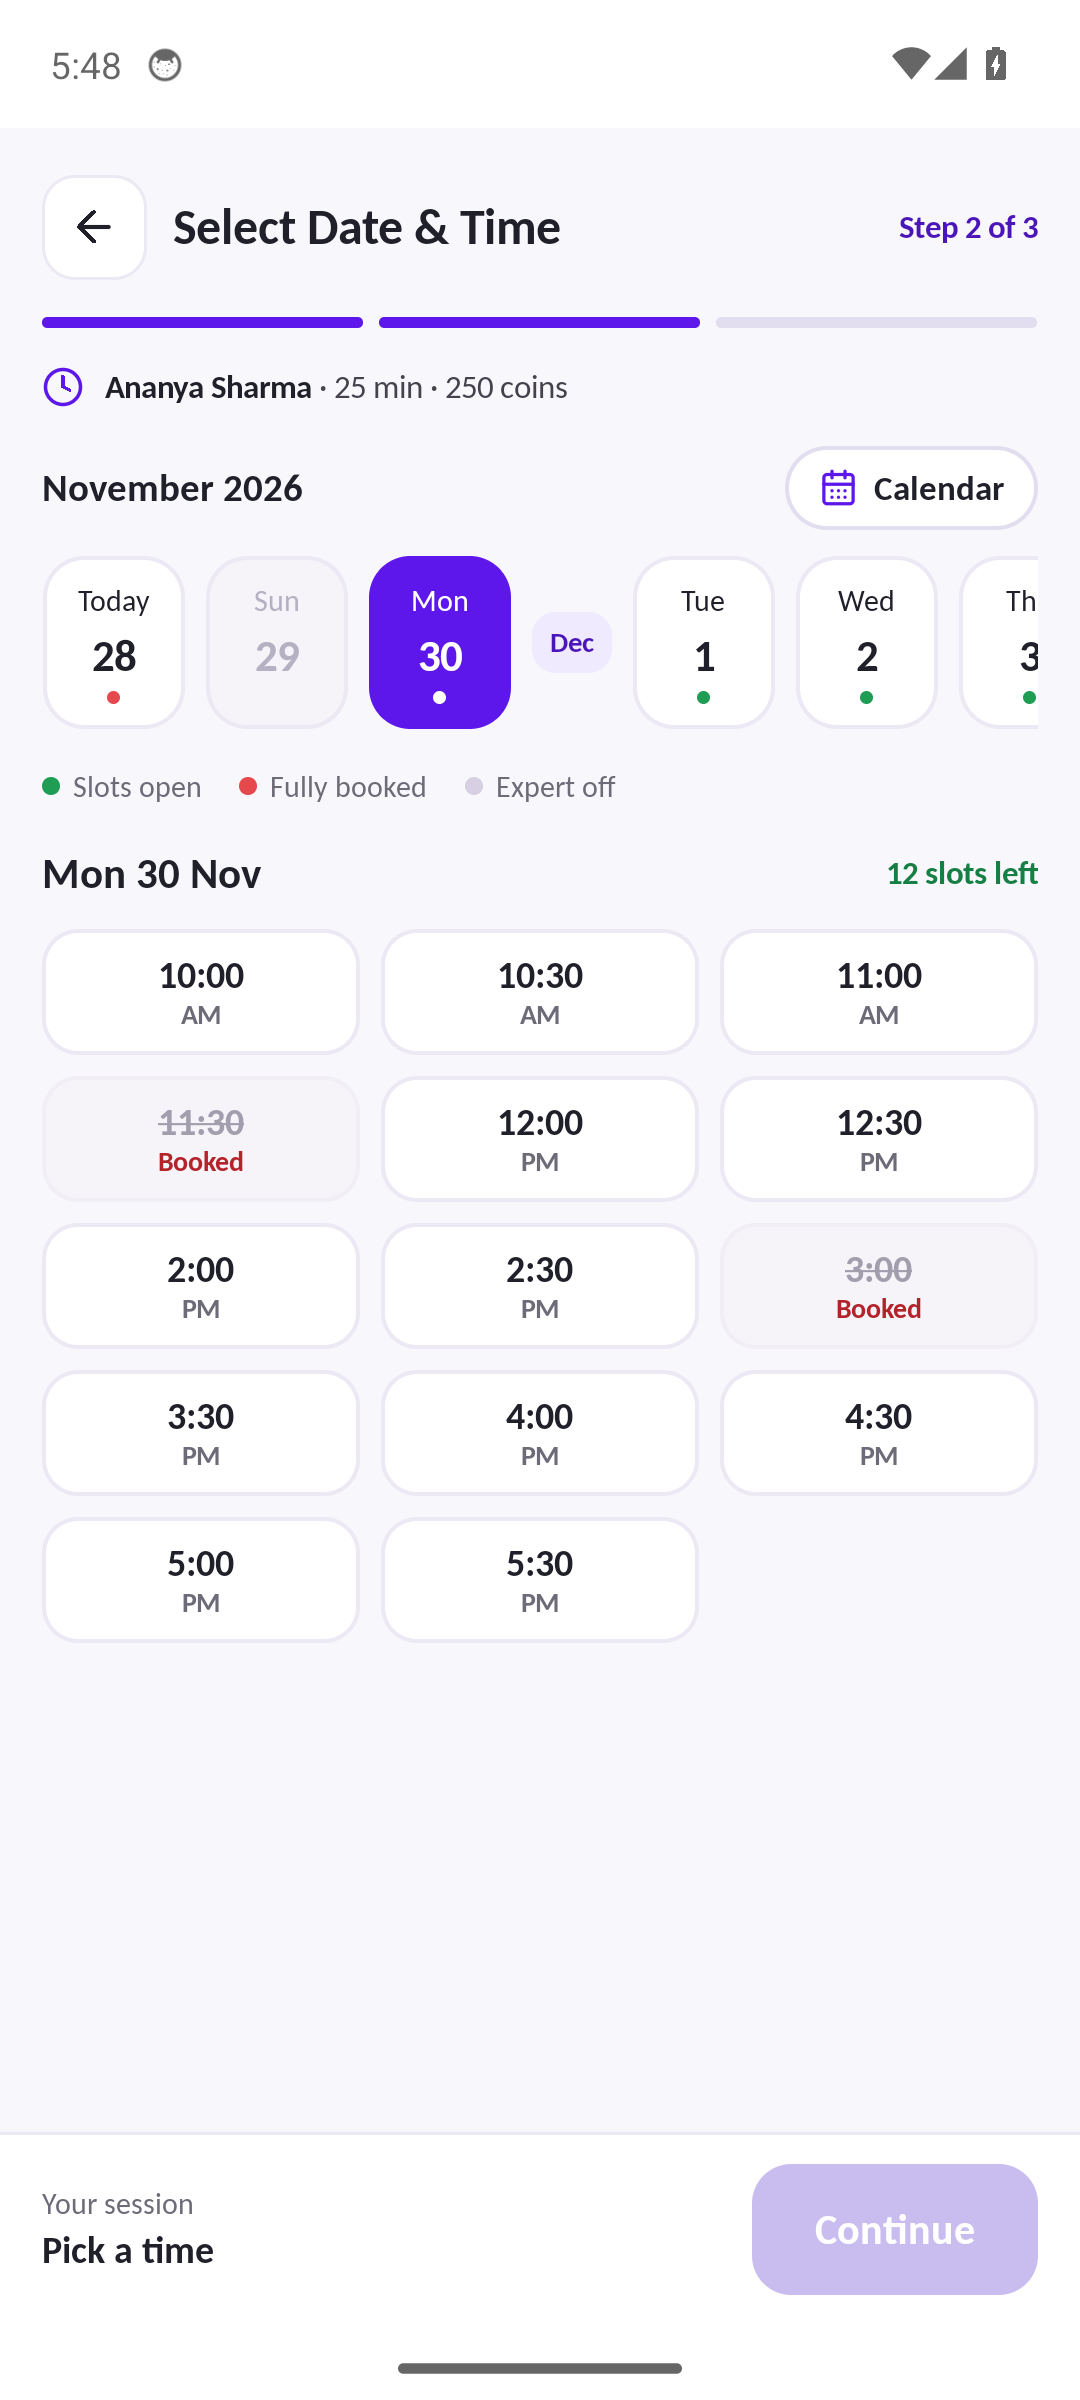 5:48
Select Date & Time
Step 2 of 3
Ananya Sharma · 25 min · 250 coins
November 2026
Calendar
Today
28
Sun
29
Mon
30
Dec
Tue
1
Wed
2
Th
3
Slots open
Fully booked
Expert off
Mon 30 Nov
12 slots left
10:00
AM
10:30
AM
11:00
AM
11:30
Booked
12:00
PM
12:30
PM
2:00
PM
2:30
PM
3:00
Booked
3:30
PM
4:00
PM
4:30
PM
5:00
PM
5:30
PM
Your session
Pick a time
Continue